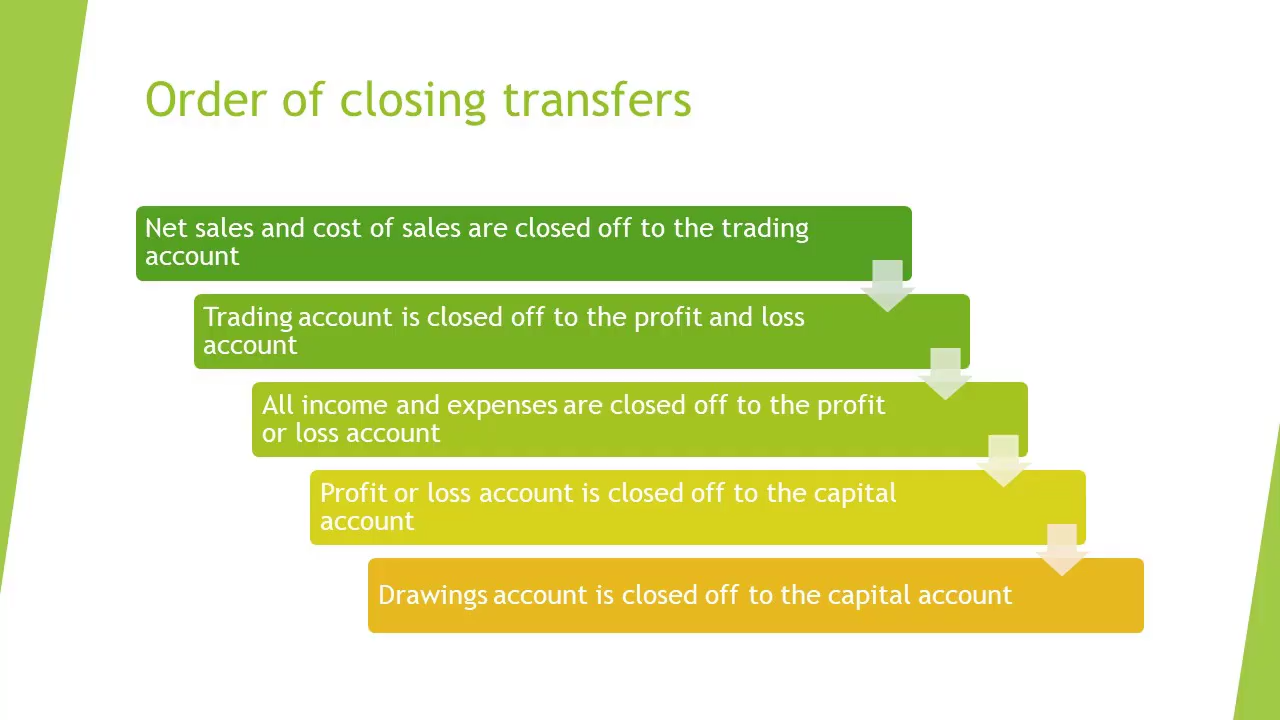 Order of closing transfers
Net sales and cost of sales are closed off to the trading
account
Trading account is closed off to the profit and loss
account
All income and expenses are closed off to the profit
or loss account
Profit or loss account is closed off to the capital
account
Drawings account is closed off to the capital account